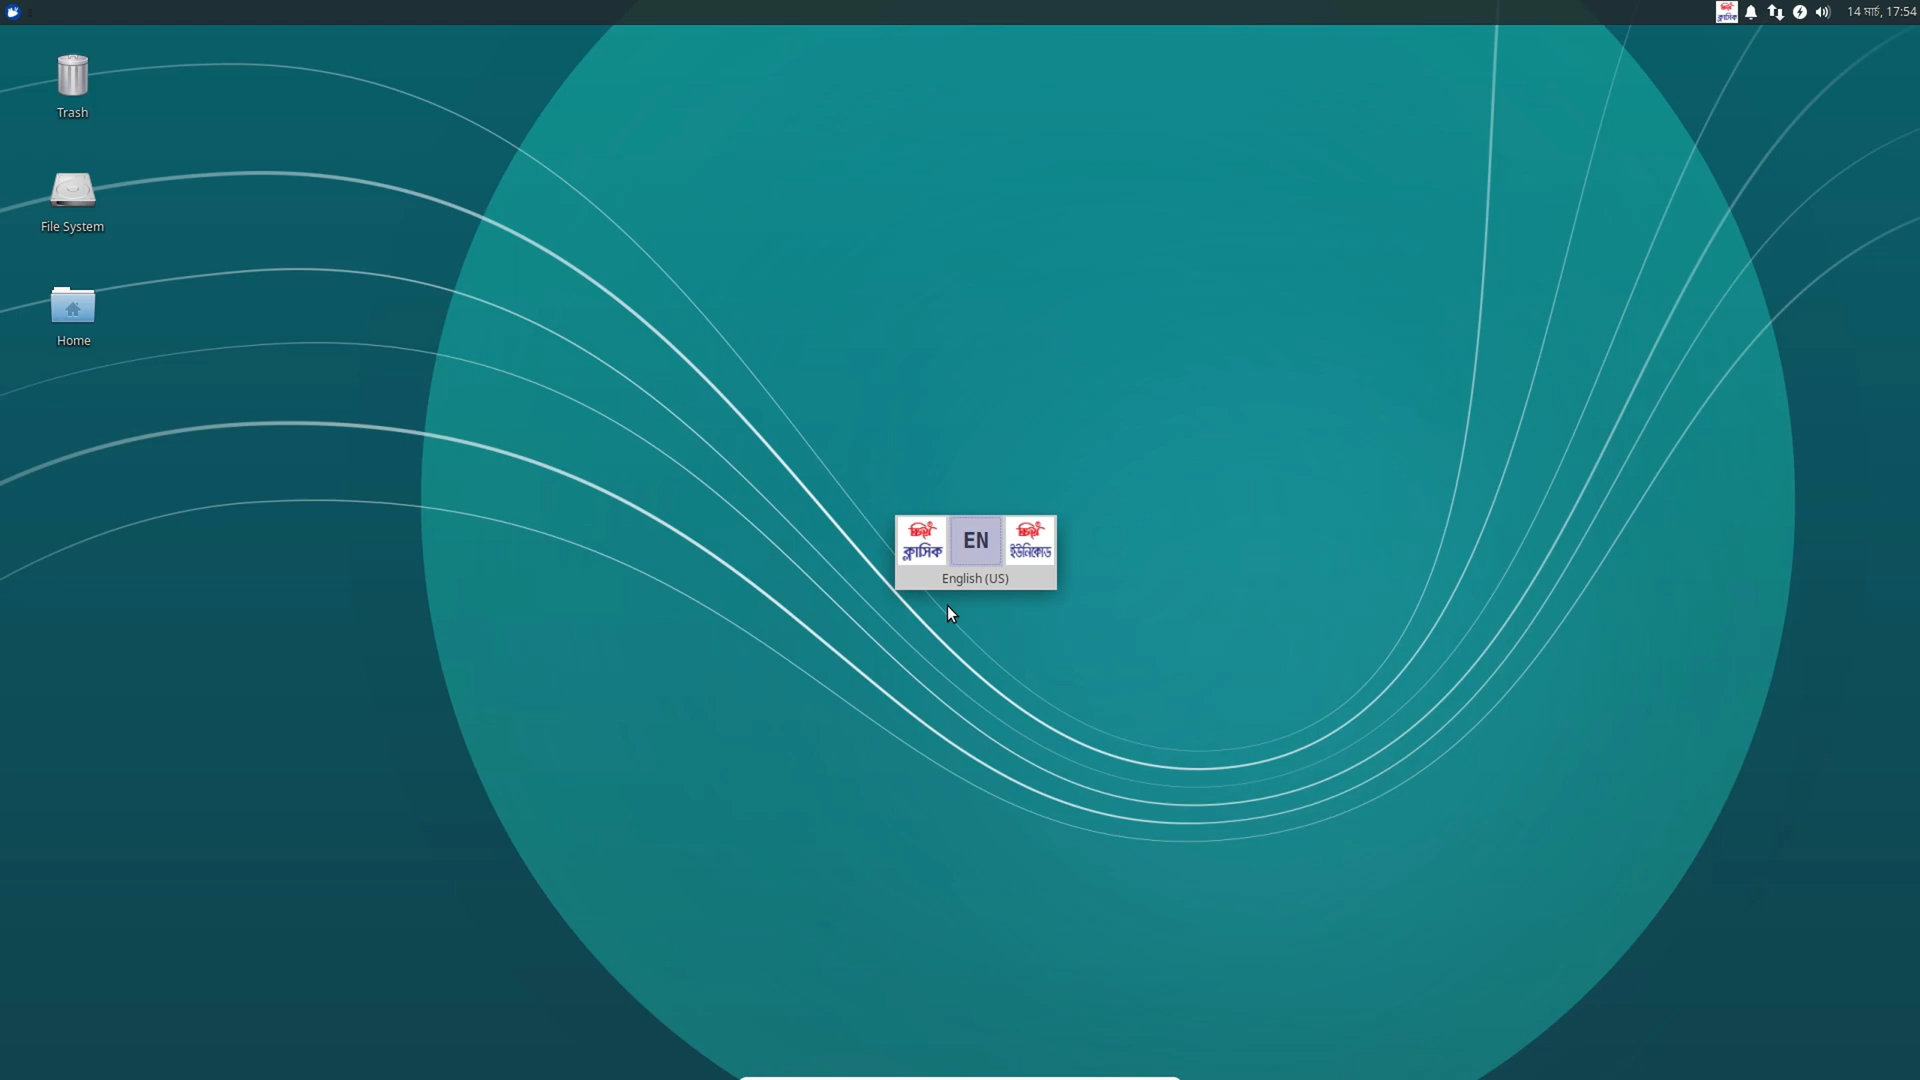 14 মার্চ, 17:54
Trash
File System
Home
ক্লাসিক
EN
ইউনিকোড
English (US)